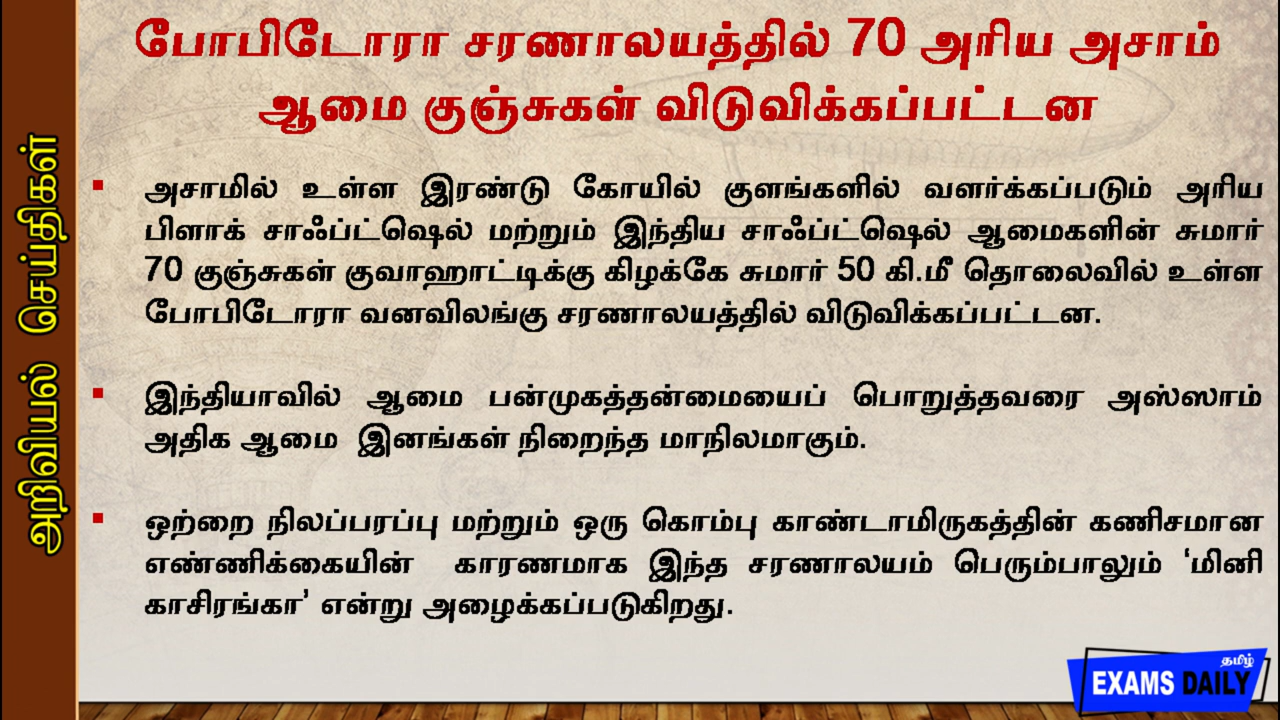 போபிடோரா சரணாலயத்தில் 70 அரிய அசாம்
ஆமை குஞ்சுகள் விடுவிக்கப்பட்டன
அறிவியல் செய்திகள்
▪ அசாமில் உள்ள இரண்டு கோயில் குளங்களில் வளர்க்கப்படும் அரிய
பிளாக் சாஃப்ட்ஷெல் மற்றும் இந்திய சாஃப்ட்ஷெல் ஆமைகளின் சுமார்
70 குஞ்சுகள் குவாஹாட்டிக்கு கிழக்கே சுமார் 50 கி.மீ தொலைவில் உள்ள
போபிடோரா வனவிலங்கு சரணாலயத்தில் விடுவிக்கப்பட்டன.
▪ இந்தியாவில் ஆமை பன்முகத்தன்மையைப் பொறுத்தவரை அஸ்ஸாம்
அதிக ஆமை இனங்கள் நிறைந்த மாநிலமாகும்.
▪ ஒற்றை நிலப்பரப்பு மற்றும் ஒரு கொம்பு காண்டாமிருகத்தின் கணிசமான
எண்ணிக்கையின் காரணமாக இந்த சரணாலயம் பெரும்பாலும் ‘மினி
காசிரங்கா’ என்று அழைக்கப்படுகிறது.
தமிழ்
EXAMS DAILY